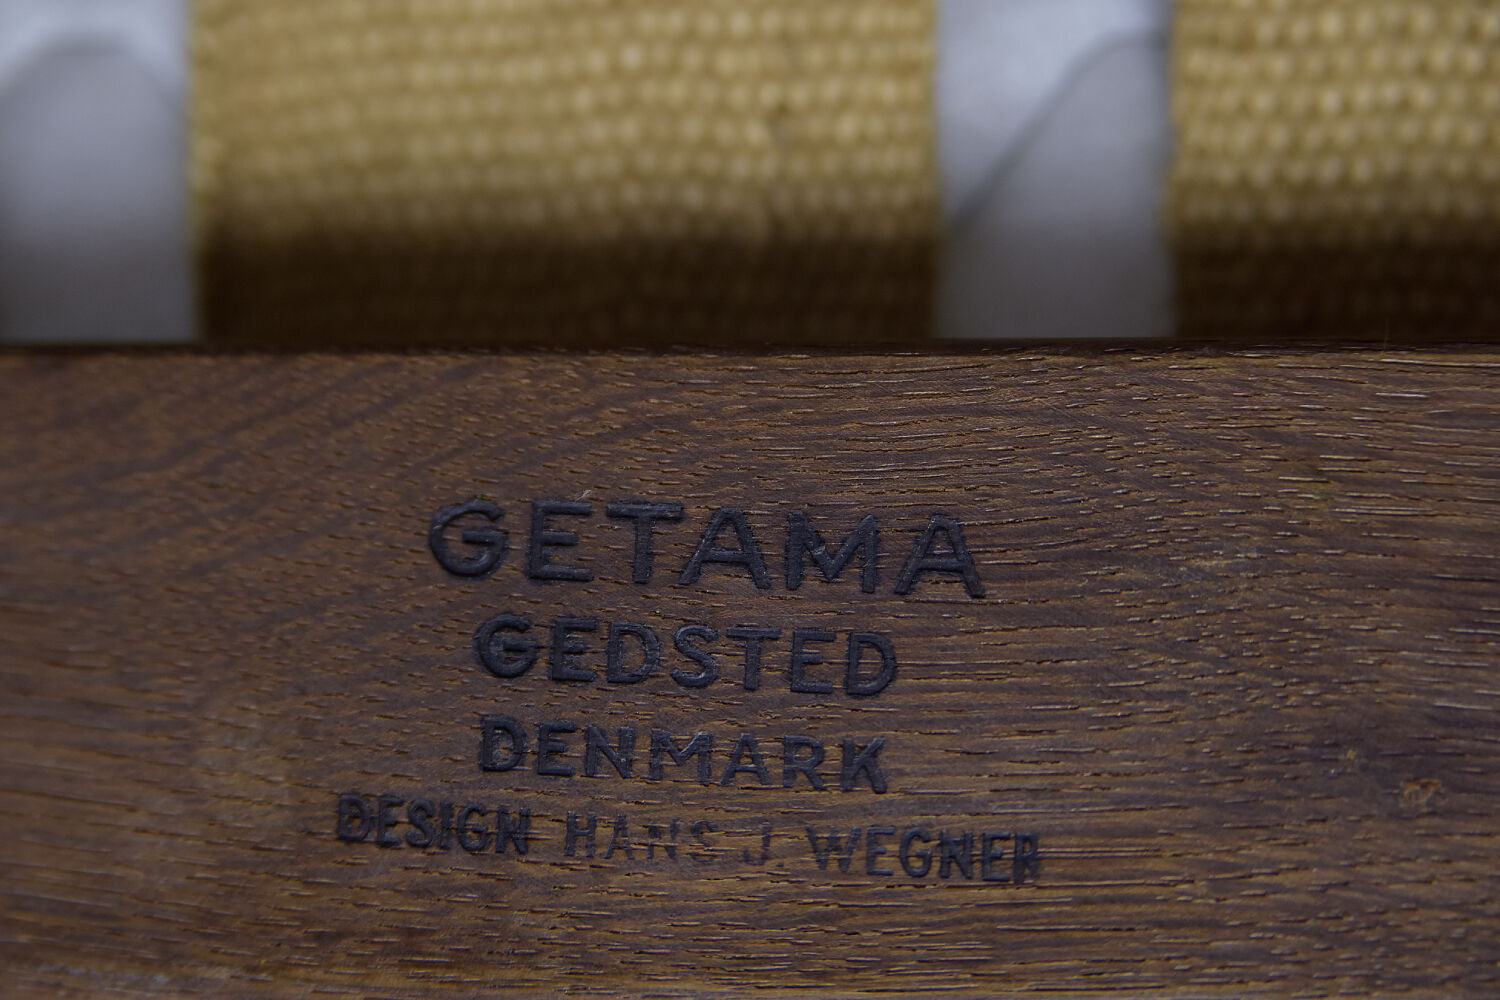 GETAMA
GEDSTED
DENMARK
DESIGN HANS J. WEGNER